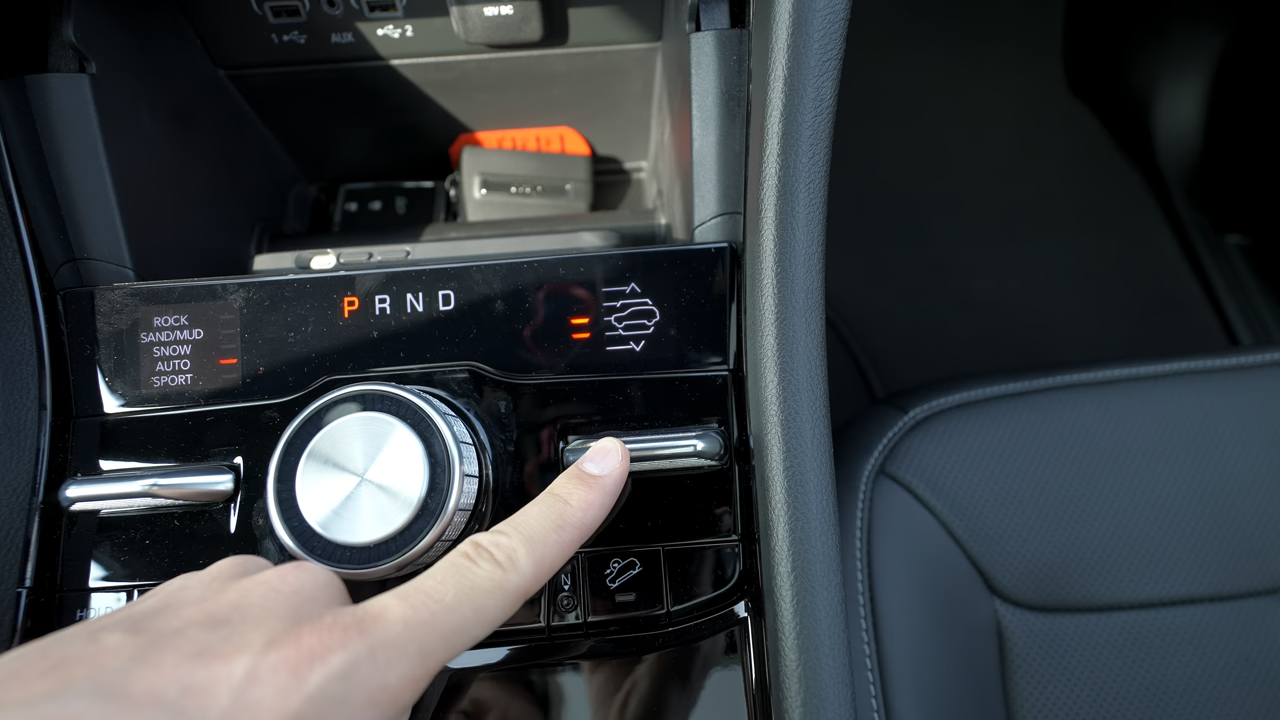 1
AUX
2
12V DC
P R N D
ROCK
SAND/MUD
SNOW
AUTO
SPORT
N
HOLD